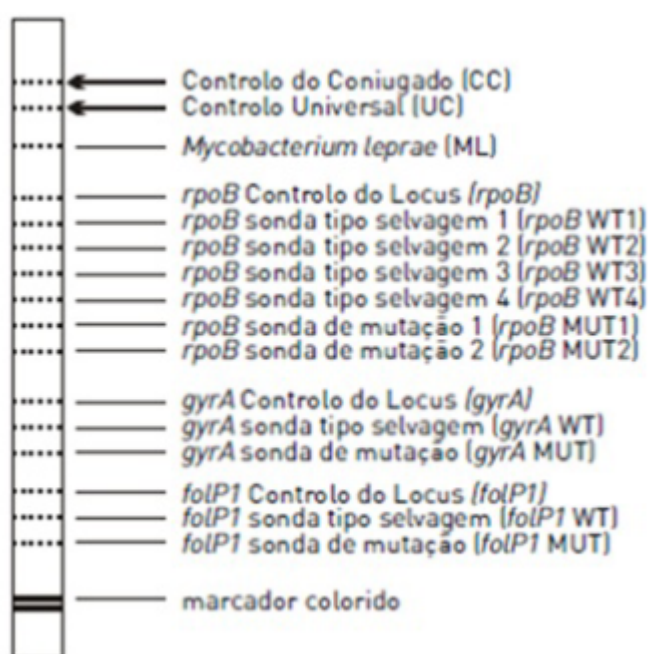 Controlo do Coniugado (CC)
Controlo Universal (UC)
Mycobacterium leprae (ML)
rpoB Controlo do Locus (rpoB)
rpoB sonda tipo selvagem 1 (rpoB WT1)
rpoB sonda tipo selvagem 2 (rpoB WT2)
rpoB sonda tipo selvagem 3 (rpoB WT3)
rpoB sonda tipo selvagem 4 (rpoB WT4)
rpoB sonda de mutação 1 (rpoB MUT1)
rpoB sonda de mutação 2 (rpoB MUT2)
gyrA Controlo do Locus (gyrA)
gyrA sonda tipo selvagem (gyrA WT)
gyrA sonda de mutação (gyrA MUT)
folP1 Controlo do Locus (folP1)
folP1 sonda tipo selvagem (folP1 WT)
folP1 sonda de mutação (folP1 MUT)
marcador colorido